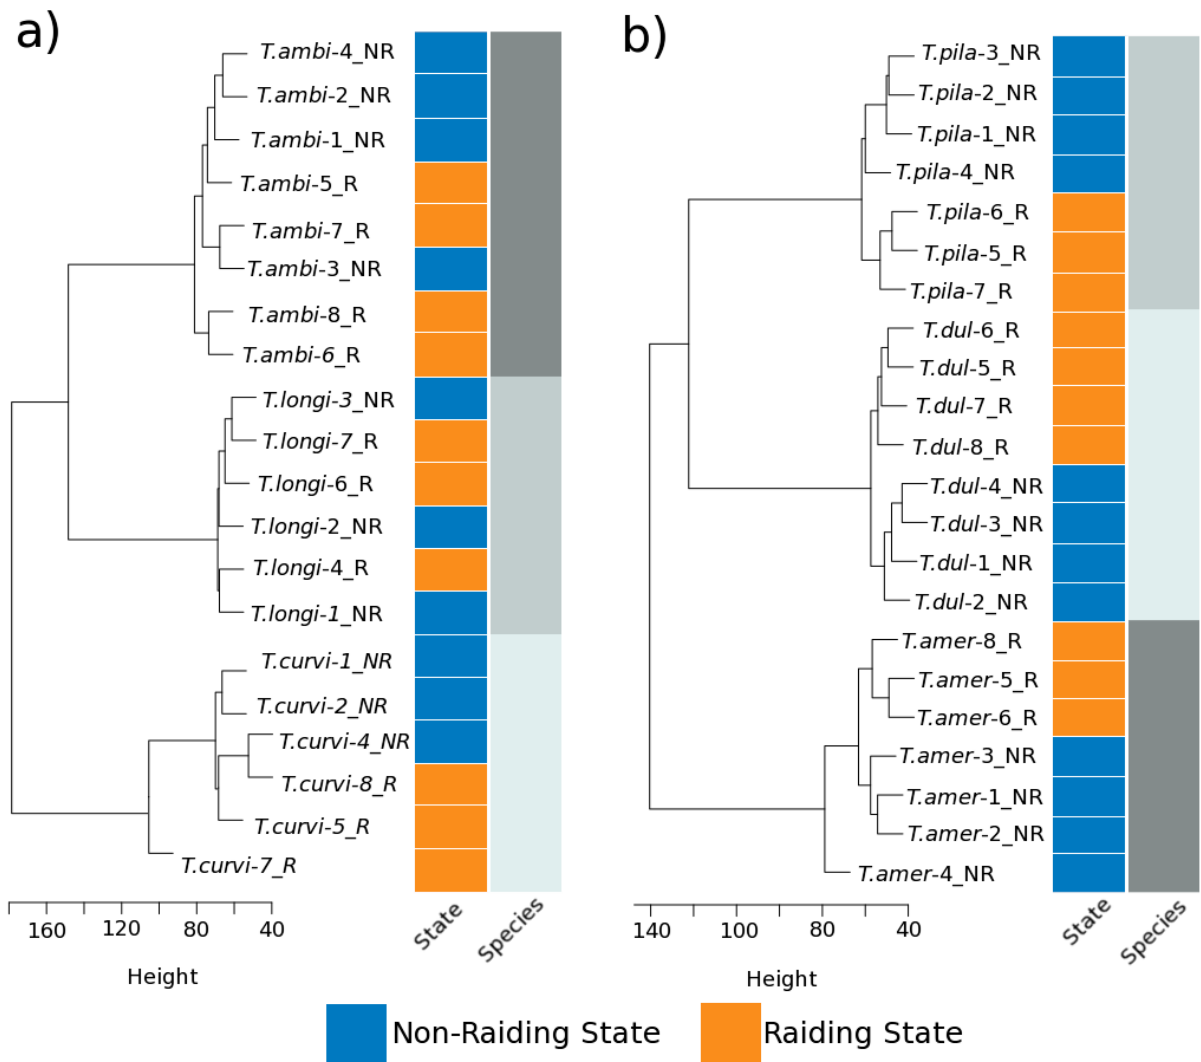 a)
T.ambi-4_NR
T.ambi-2_NR
T.ambi-1_NR
T.ambi-5_R
T.ambi-7_R
T.ambi-3_NR
T.ambi-8_R
T.ambi-6_R
T.longi-3_NR
T.longi-7_R
T.longi-6_R
T.longi-2_NR
T.longi-4_R
T.longi-1_NR
T.curvi-1_NR
T.curvi-2_NR
T.curvi-4_NR
T.curvi-8_R
T.curvi-5_R
T.curvi-7_R
160 120 80 40
Height
State
Species
b)
T.pila-3_NR
T.pila-2_NR
T.pila-1_NR
T.pila-4_NR
T.pila-6_R
T.pila-5_R
T.pila-7_R
T.dul-6_R
T.dul-5_R
T.dul-7_R
T.dul-8_R
T.dul-4_NR
T.dul-3_NR
T.dul-1_NR
T.dul-2_NR
T.amer-8_R
T.amer-5_R
T.amer-6_R
T.amer-3_NR
T.amer-1_NR
T.amer-2_NR
T.amer-4_NR
140 100 80 40
Height
State
Species
Non-Raiding State
Raiding State